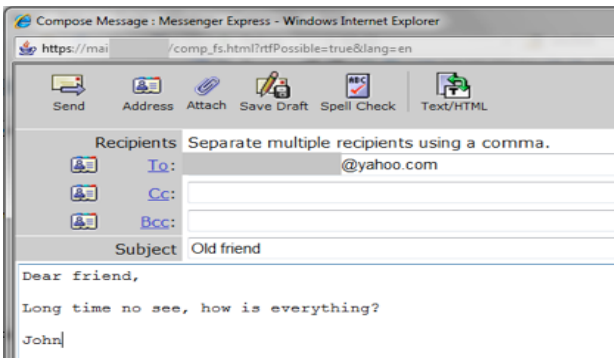 Compose Message : Messenger Express - Windows Internet Explorer
https://mai /comp_fs.html?rtfPossible=true&lang=en
ABC
Send Address Attach Save Draft Spell Check Text/HTML
Recipients Separate multiple recipients using a comma.
To: @yahoo.com
Cc:
Bcc:
Subject Old friend
Dear friend,
Long time no see, how is everything?
John